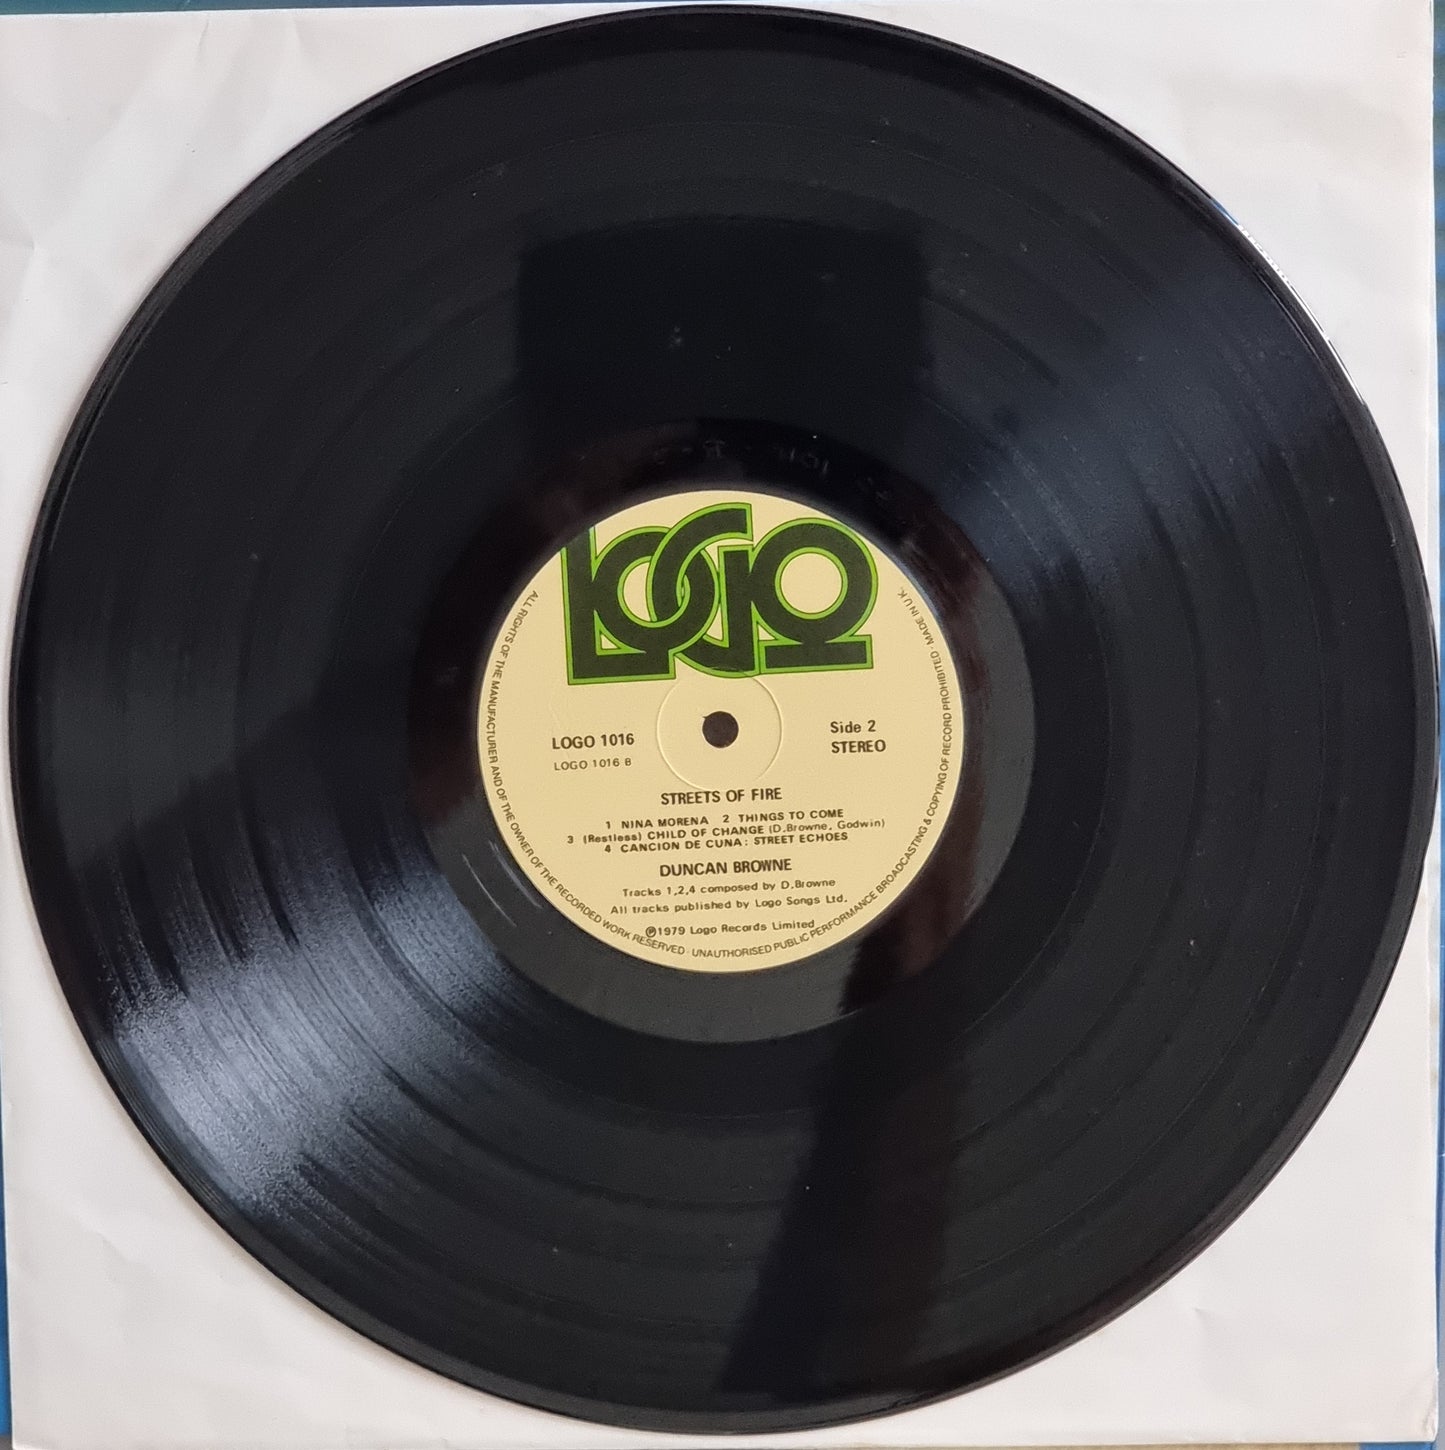 LOGO
LOGO 1016
LOGO 1016 B
Side 2
STEREO
STREETS OF FIRE
1 NINA MORENA 2 THINGS TO COME
3 (Restless) CHILD OF CHANGE (D.Browne, Godwin)
4 CANCION DE CUNA: STREET ECHOES
DUNCAN BROWNE
Tracks 1,2,4 composed by D.Browne
All tracks published by Logo Songs Ltd.
℗1979 Logo Records Limited
ALL RIGHTS OF THE MANUFACTURER AND OF THE OWNER OF THE RECORDED WORK RESERVED · UNAUTHORISED PUBLIC PERFORMANCE BROADCASTING & COPYING OF RECORD PROHIBITED · MADE IN U.K.